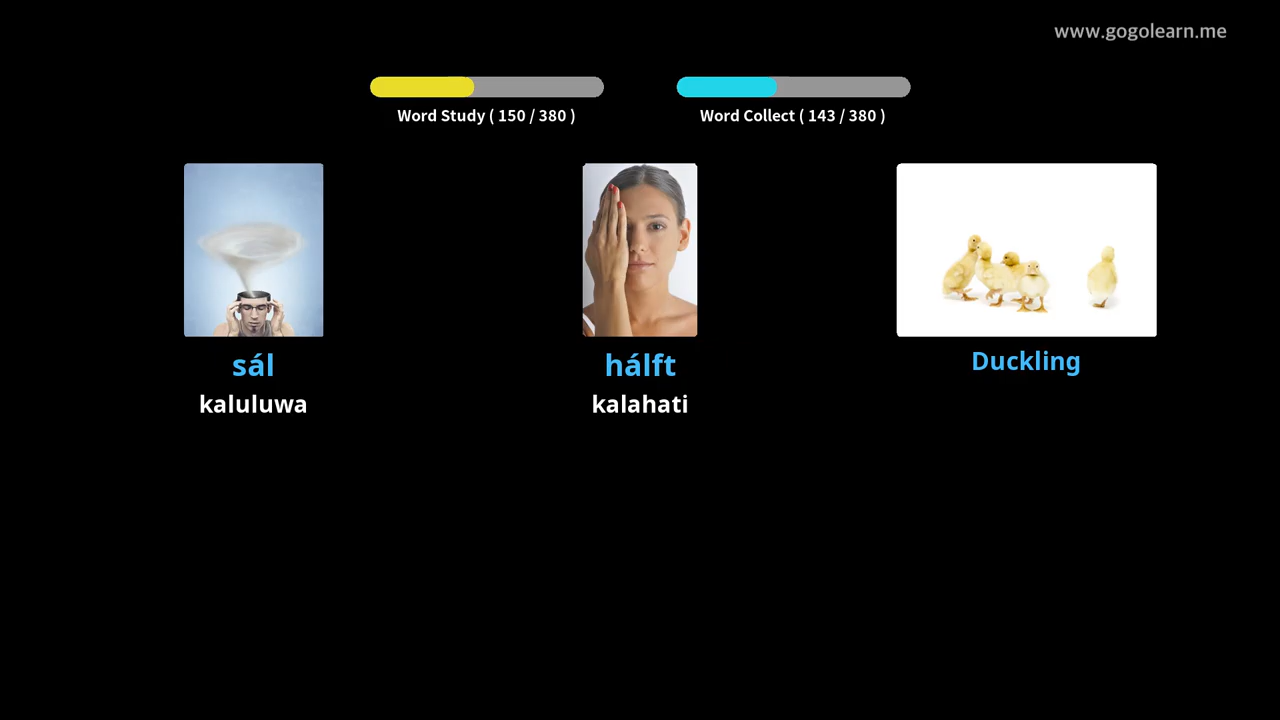 www.gogolearn.me
Word Study ( 150 / 380 )
Word Collect ( 143 / 380 )
sál
kaluluwa
hálft
kalahati
Duckling